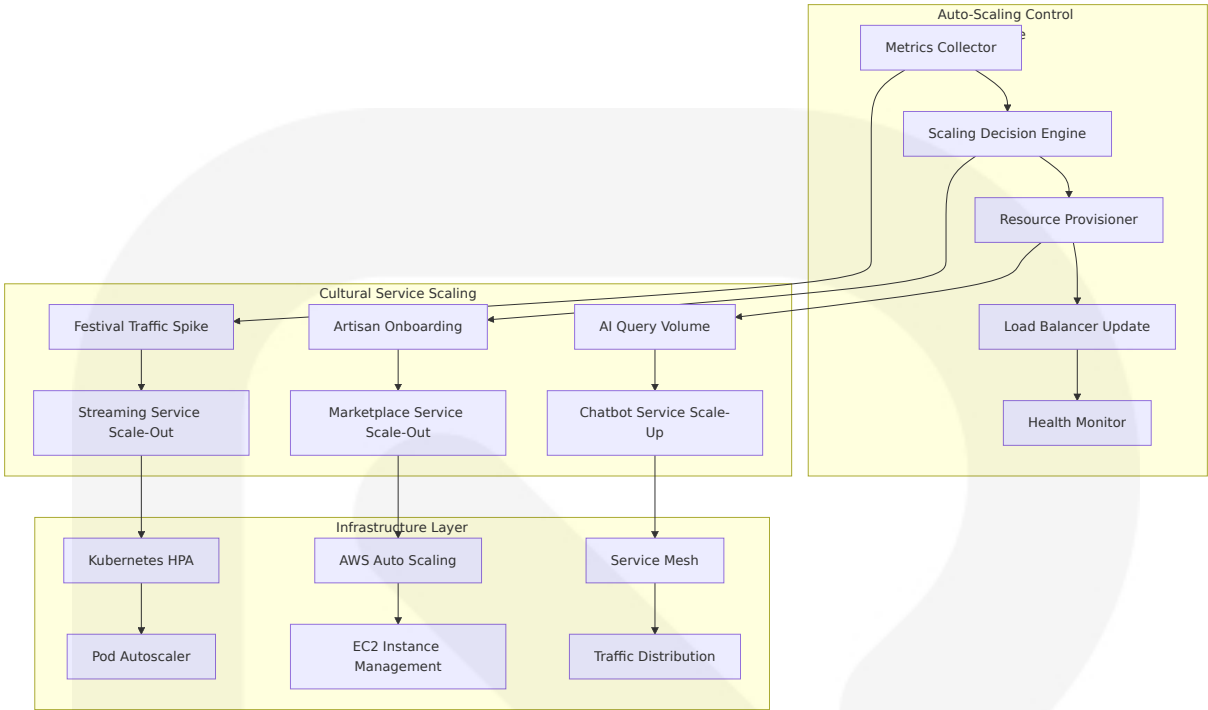 Auto-Scaling Control
Metrics Collector
Scaling Decision Engine
Resource Provisioner
Load Balancer Update
Health Monitor
Cultural Service Scaling
Festival Traffic Spike
Artisan Onboarding
AI Query Volume
Streaming Service
Scale-Out
Marketplace Service
Scale-Out
Chatbot Service Scale-
Up
Infrastructure Layer
Kubernetes HPA
AWS Auto Scaling
Service Mesh
Pod Autoscaler
EC2 Instance
Management
Traffic Distribution